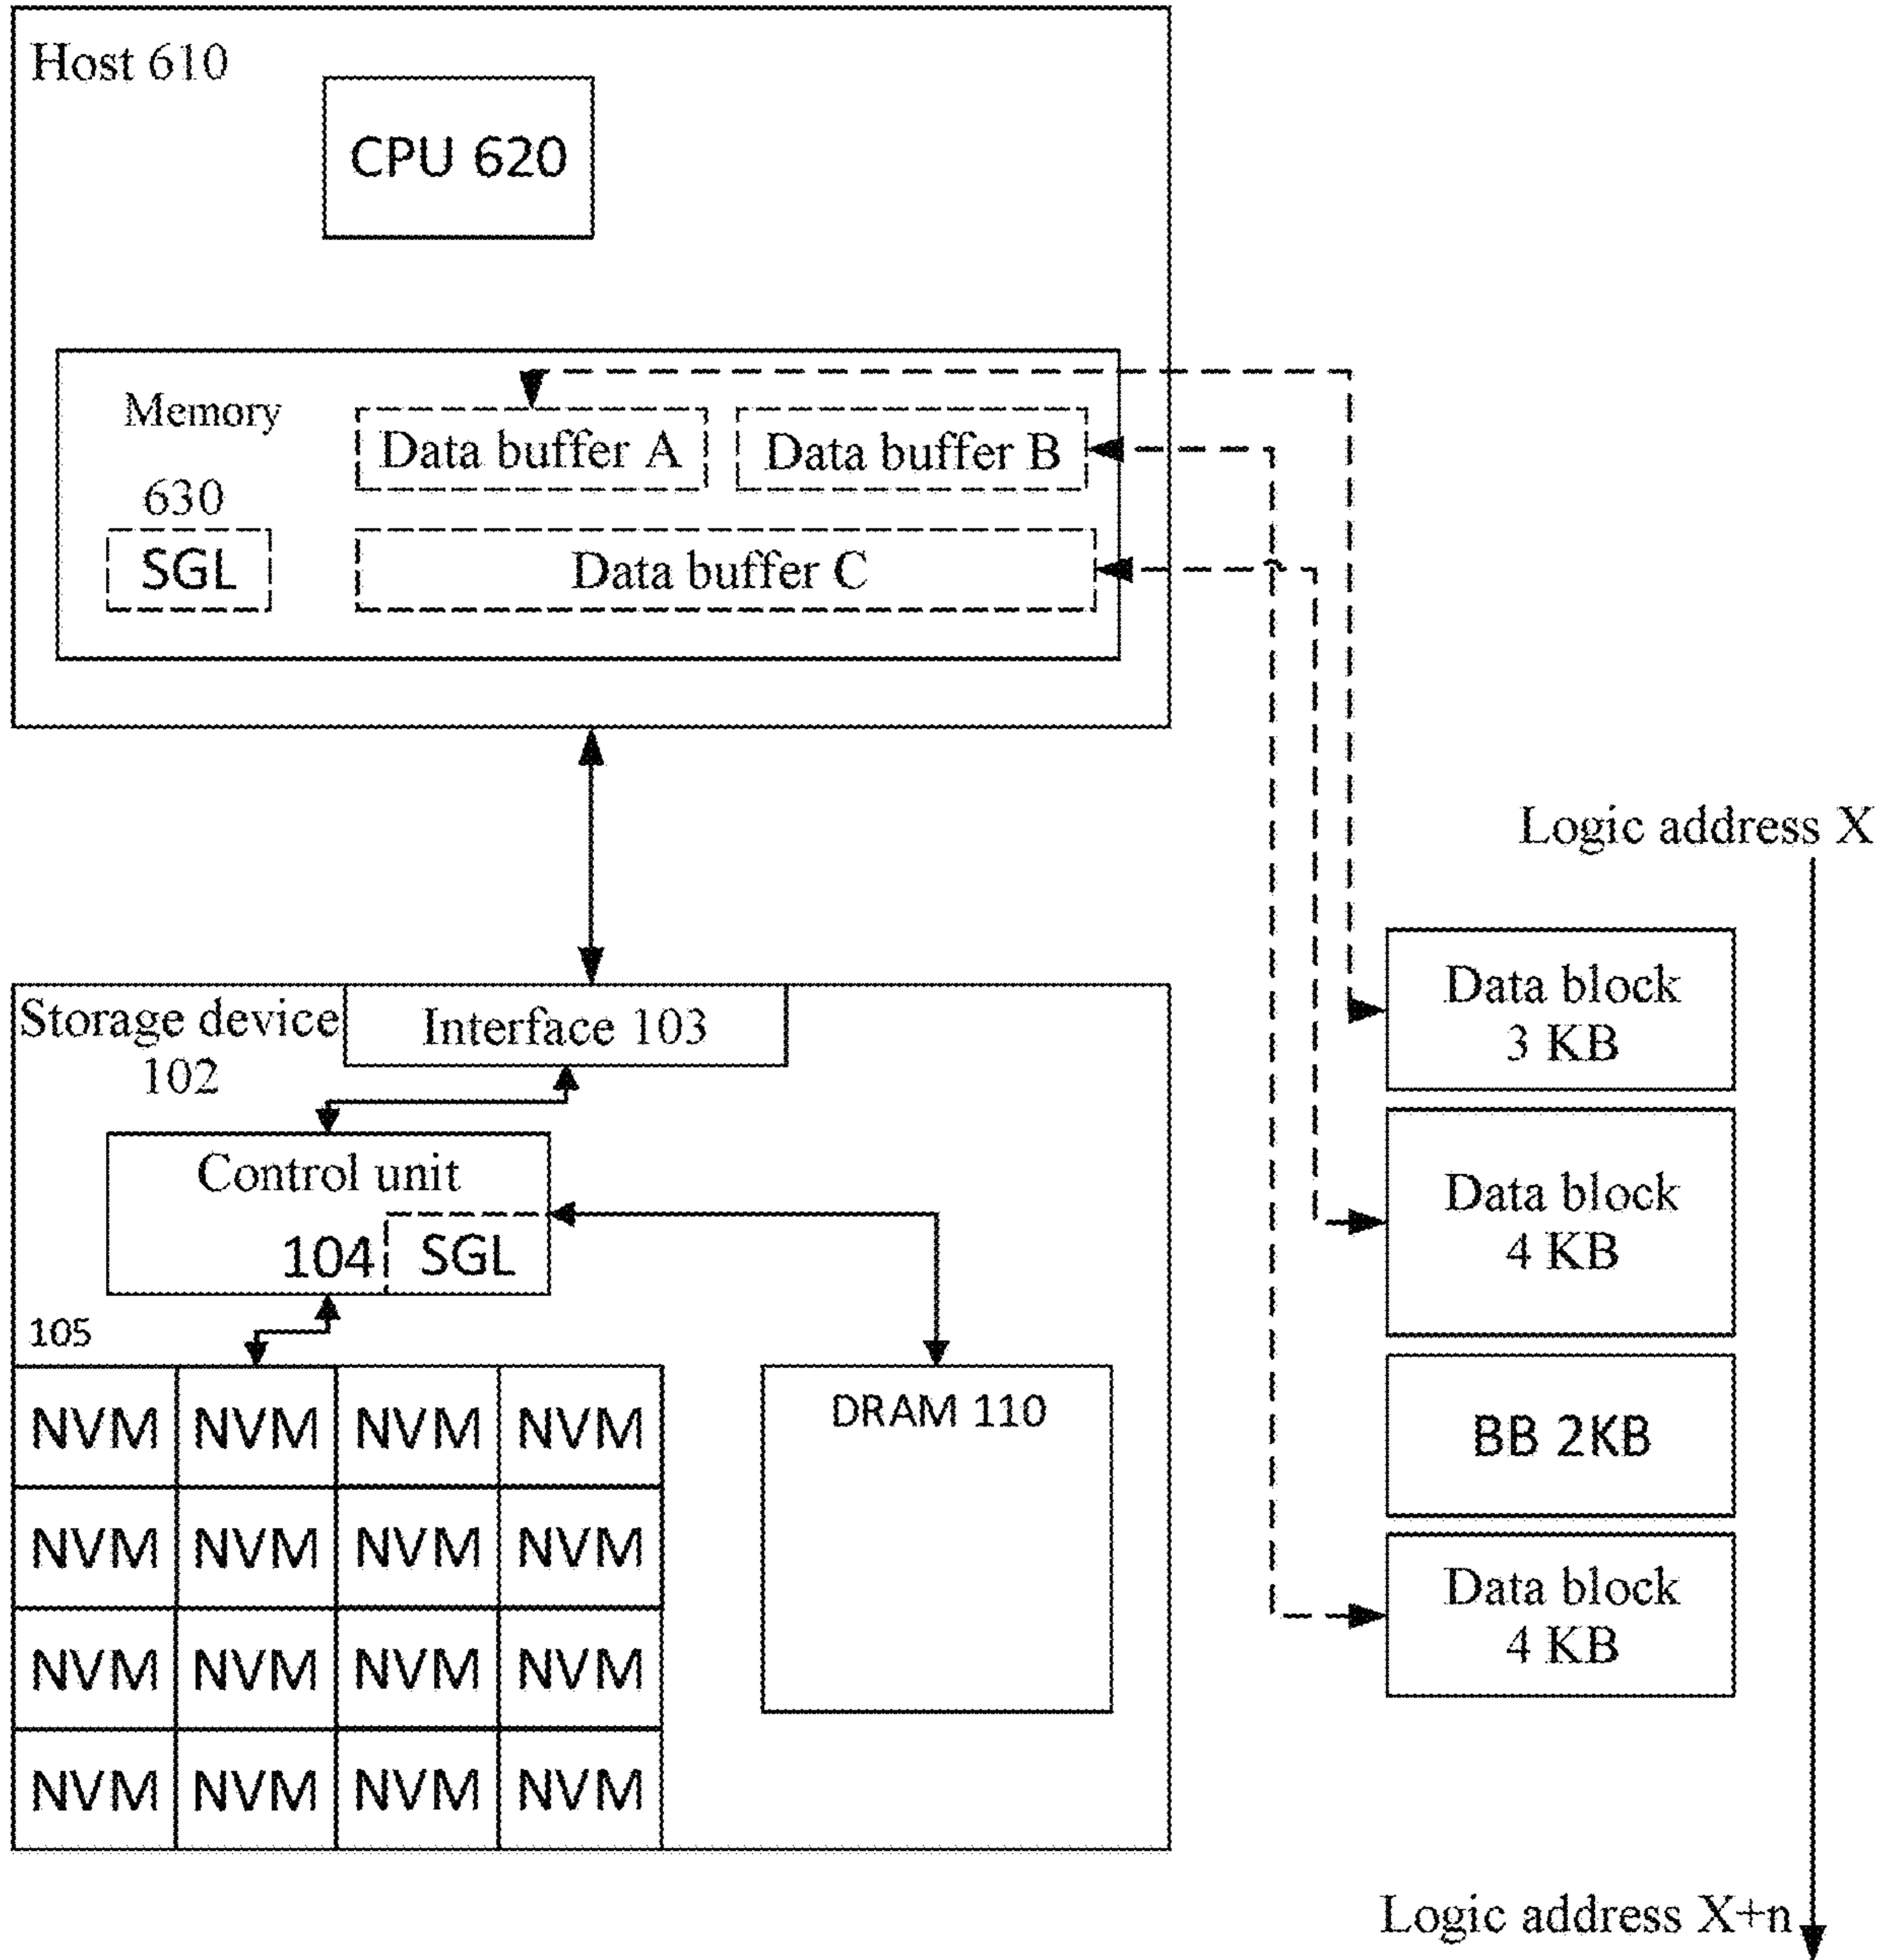 Host 610
CPU 620
Memory
630
SGL
Data buffer A
Data buffer B
Data buffer C
Logic address X
Data block
3 KB
Data block
4 KB
BB 2KB
Data block
4 KB
Logic address X+n
Storage device
102
Interface 103
Control unit
104
SGL
105
NVM NVM NVM NVM
NVM NVM NVM NVM
NVM NVM NVM NVM
NVM NVM NVM NVM
DRAM 110